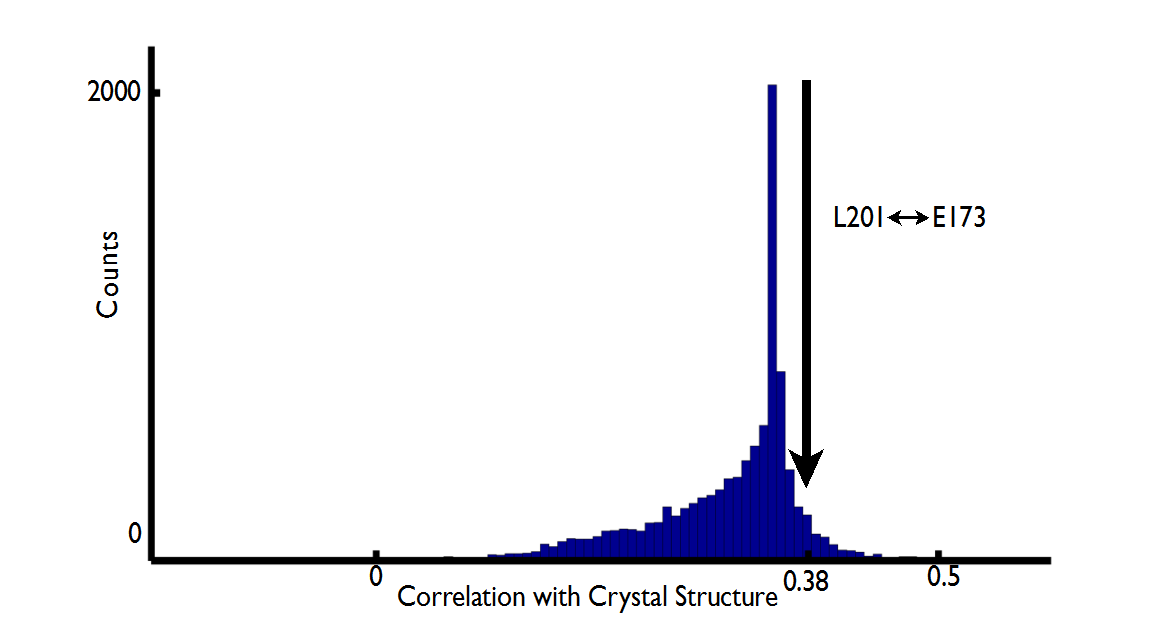 2000
Counts
L201↔E173
0
0
0.38
0.5
Correlation with Crystal Structure